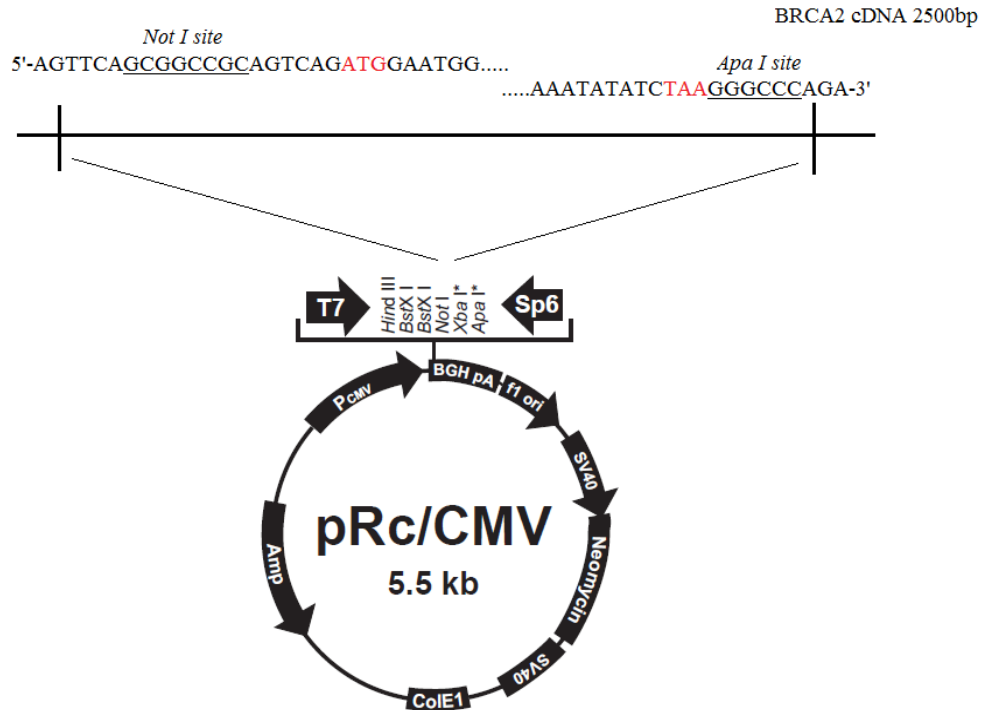 BRCA2 cDNA 2500bp
Not I site
5'-AGTTCAGCGGCCGCAGTCAGATGGAATGG.....
Apa I site
.....AAATATATCTAAGGGCCCAGA-3'
T7
Hind III
BstX I
BstX I
Not I
Xba I*
Apa I*
Sp6
PCMV
BGH pA
f1 ori
SV40
Neomycin
SV40
ColE1
Amp
pRc/CMV
5.5 kb